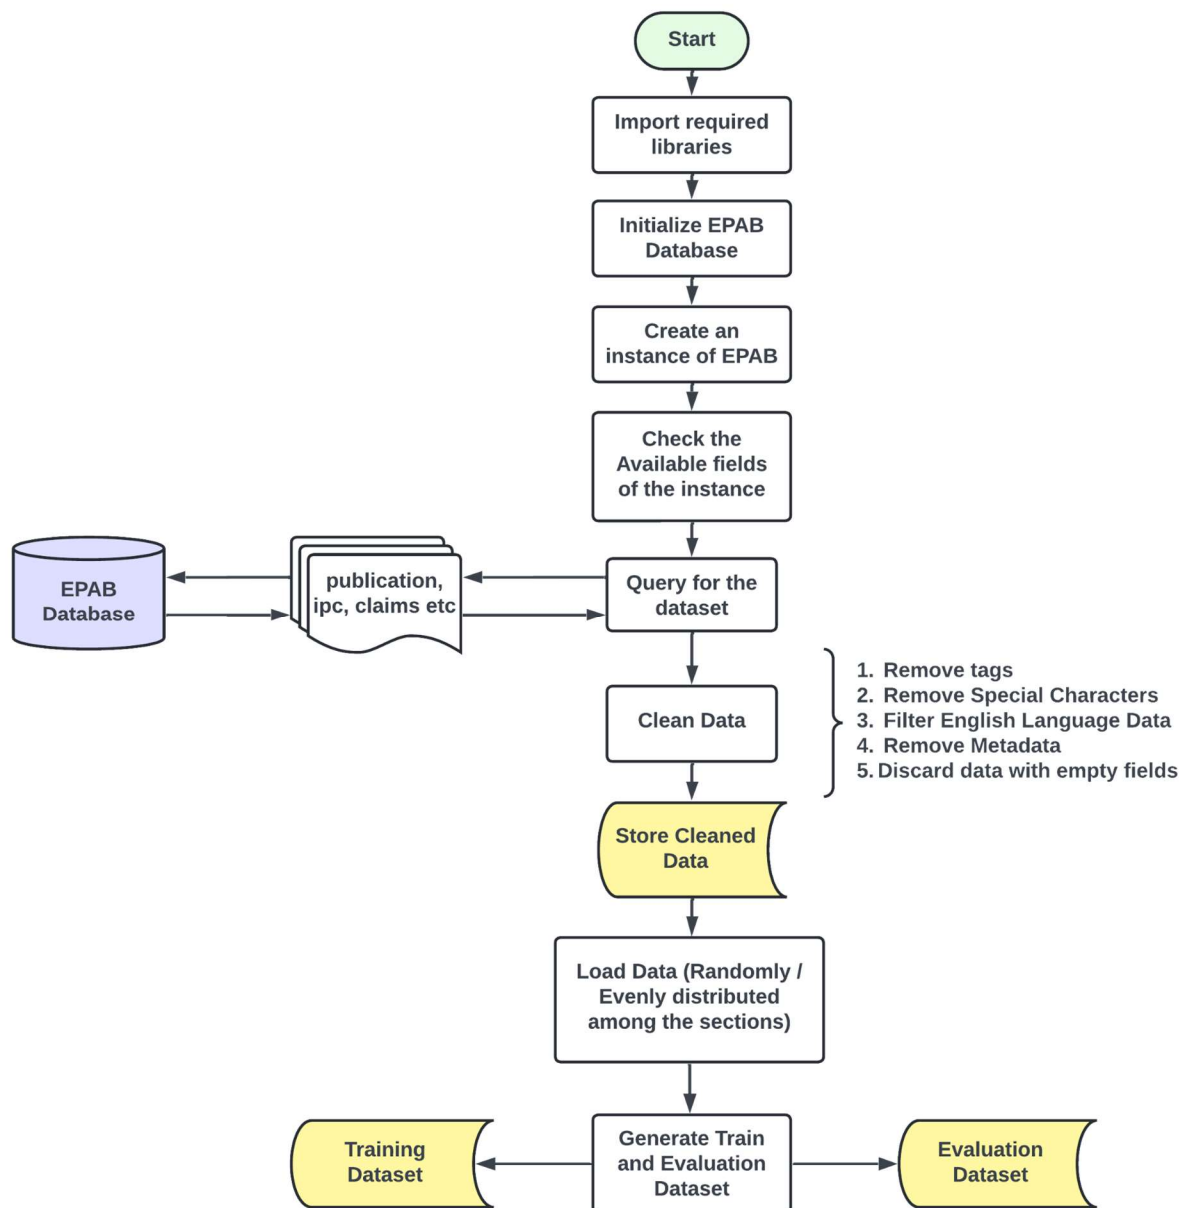 Start
Import required
libraries
Initialize EPAB
Database
Create an
instance of EPAB
Check the
Available fields
of the instance
EPAB
Database
publication,
ipc, claims etc
Query for the
dataset
Clean Data
1. Remove tags
2. Remove Special Characters
3. Filter English Language Data
4. Remove Metadata
5. Discard data with empty fields
Store Cleaned
Data
Load Data (Randomly /
Evenly distributed
among the sections)
Training
Dataset
Generate Train
and Evaluation
Dataset
Evaluation
Dataset